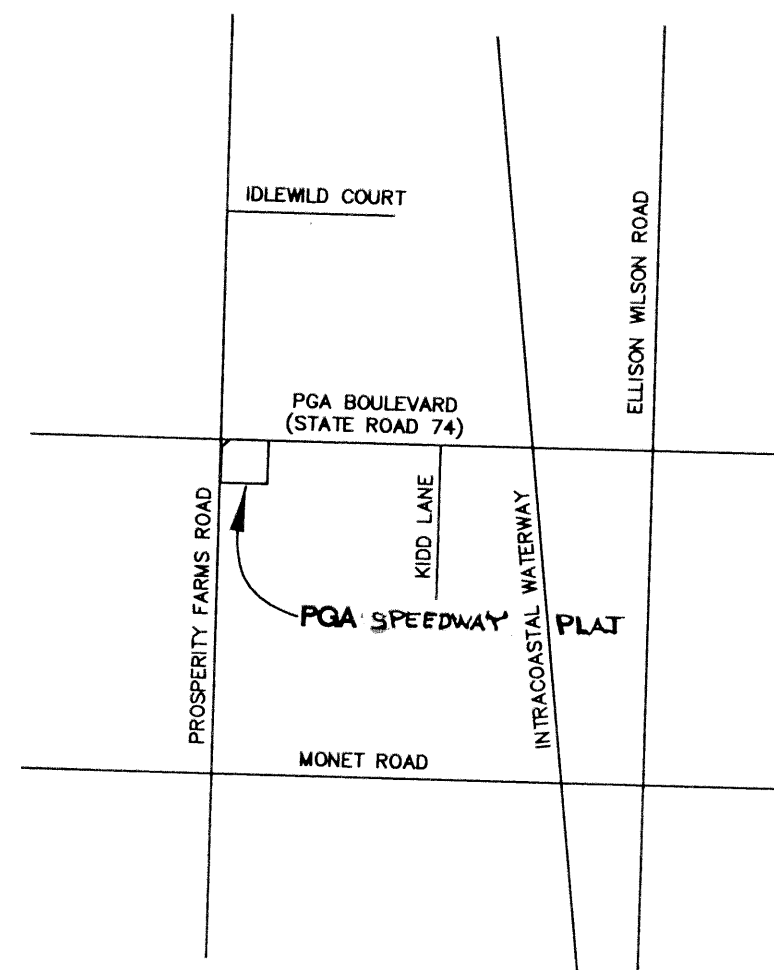 IDLEWILD COURT
ELLISON WILSON ROAD
PGA BOULEVARD
(STATE ROAD 74)
PROSPERITY FARMS ROAD
KIDD LANE
INTRACOASTAL WATERWAY
PGA SPEEDWAY PLAT
MONET ROAD